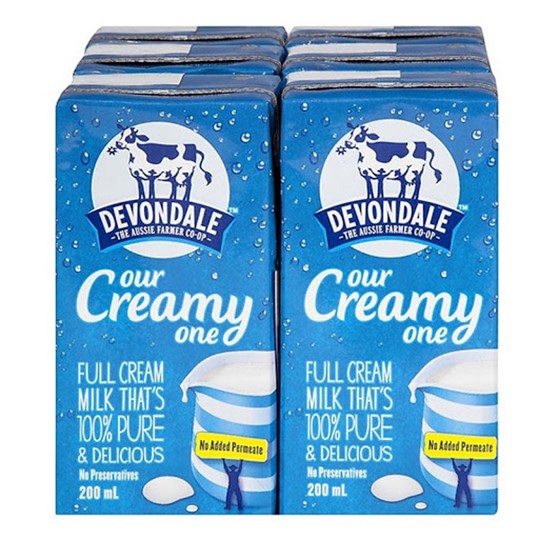 DEVONDALE™
-THE AUSSIE FARMER CO-OP-
our
Creamy
one
FULL CREAM
MILK THAT'S
100% PURE
& DELICIOUS
No Added Permeate
No Preservatives
200 mL
DEVONDALE™
-THE AUSSIE FARMER CO-OP-
our
Creamy
one
FULL CREAM
MILK THAT'S
100% PURE
& DELICIOUS
No Added Permeate
No Preservatives
200 mL